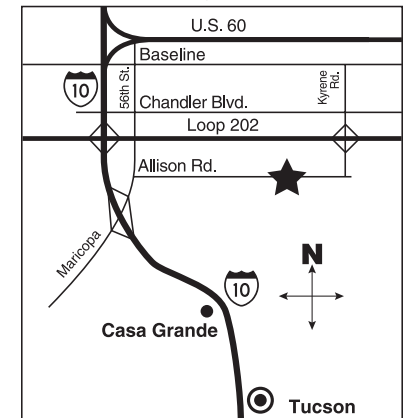 U.S. 60
Baseline
10
56th St.
Kyrene
Rd.
Chandler Blvd.
Loop 202
Allison Rd.
Maricopa
N
10
Casa Grande
Tucson